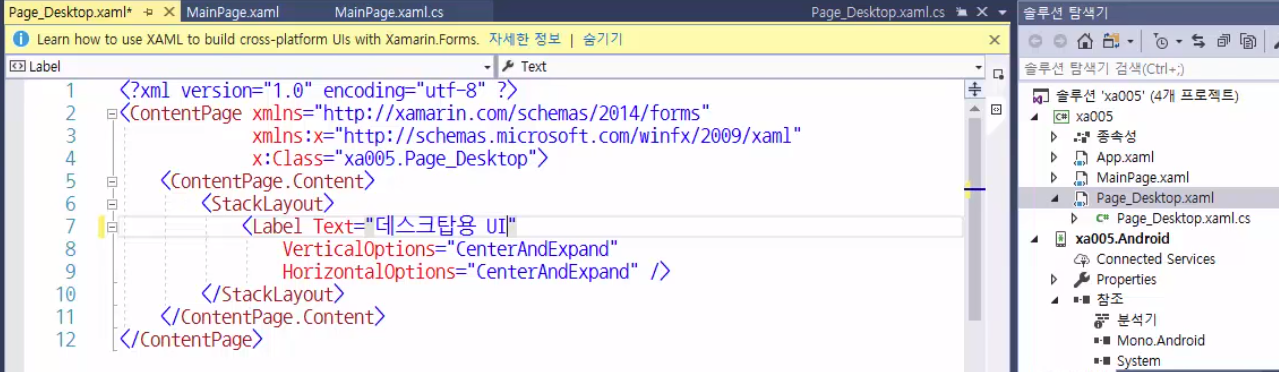 Page_Desktop.xaml* MainPage.xaml MainPage.xaml.cs Page_Desktop.xaml.cs
Learn how to use XAML to build cross-platform UIs with Xamarin.Forms. 자세한 정보 | 숨기기
Label Text
1 <?xml version="1.0" encoding="utf-8" ?>
2 <ContentPage xmlns="http://xamarin.com/schemas/2014/forms"
3 xmlns:x="http://schemas.microsoft.com/winfx/2009/xaml"
4 x:Class="xa005.Page_Desktop">
5 <ContentPage.Content>
6 <StackLayout>
7 <Label Text="데스크탑용 UI"
8 VerticalOptions="CenterAndExpand"
9 HorizontalOptions="CenterAndExpand" />
10 </StackLayout>
11 </ContentPage.Content>
12 </ContentPage>
솔루션 탐색기
솔루션 탐색기 검색(Ctrl+;)
솔루션 'xa005' (4개 프로젝트)
C# xa005
종속성
App.xaml
MainPage.xaml
Page_Desktop.xaml
C# Page_Desktop.xaml.cs
xa005.Android
Connected Services
Properties
참조
분석기
Mono.Android
System